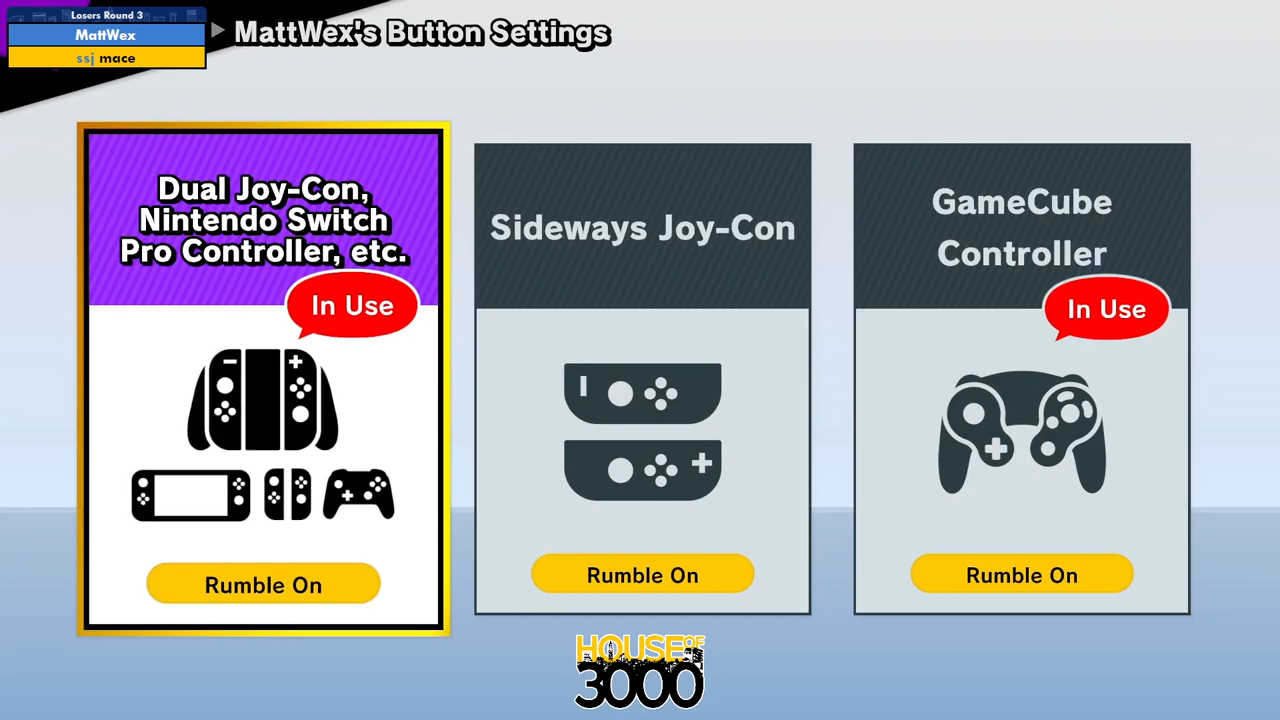 Losers Round 3
MattWex
ssj mace
MattWex's Button Settings
Dual Joy-Con,
Nintendo Switch
Pro Controller, etc.
In Use
Rumble On
Sideways Joy-Con
Rumble On
GameCube
Controller
In Use
Rumble On
HOUSE OF
3000